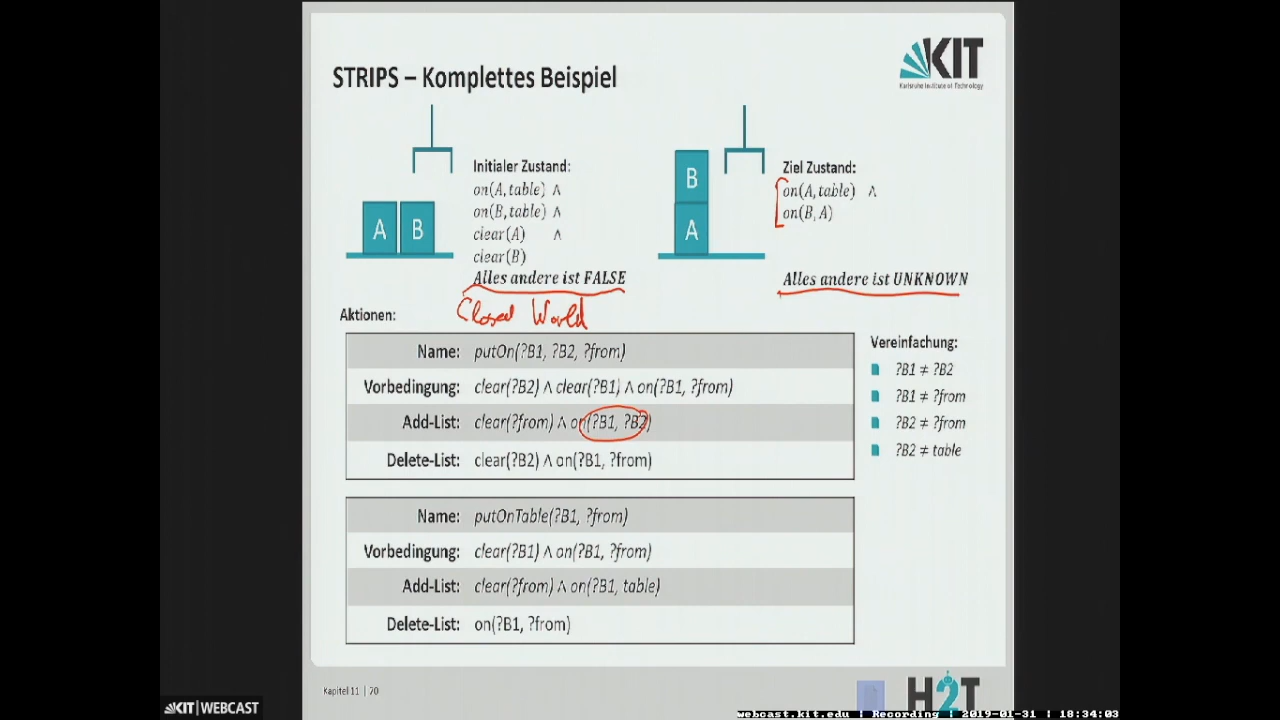 STRIPS – Komplettes Beispiel
KIT
Karlsruhe Institute of Technology
Initialer Zustand:
on(A, table) ∧
on(B, table) ∧
clear(A) ∧
clear(B)
Alles andere ist FALSE
Closed World
A B
Ziel Zustand:
on(A, table) ∧
on(B, A)
Alles andere ist UNKNOWN
B
A
Aktionen:
Name: putOn(?B1, ?B2, ?from)
Vorbedingung: clear(?B2) ∧ clear(?B1) ∧ on(?B1, ?from)
Add-List: clear(?from) ∧ on(?B1, ?B2)
Delete-List: clear(?B2) ∧ on(?B1, ?from)
Vereinfachung:
?B1 ≠ ?B2
?B1 ≠ ?from
?B2 ≠ ?from
?B2 ≠ table
Name: putOnTable(?B1, ?from)
Vorbedingung: clear(?B1) ∧ on(?B1, ?from)
Add-List: clear(?from) ∧ on(?B1, table)
Delete-List: on(?B1, ?from)
Kapitel 11 | 70
H2T
KIT|WEBCAST
webcast.kit.edu | Recording | 2019-01-31 | 18:34:03